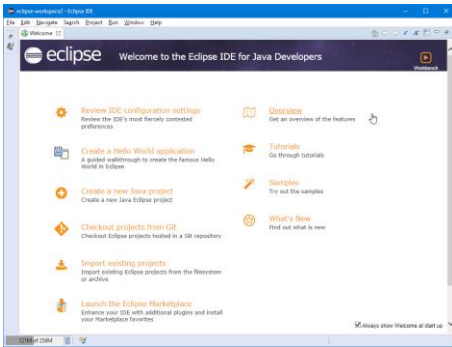 eclipse-workspace2 - Eclipse IDE
File Edit Navigate Search Project Run Window Help
Welcome
eclipse
Welcome to the Eclipse IDE for Java Developers
Workbench
Review IDE configuration settings
Review the IDE's most fiercely contested
preferences
Create a Hello World application
A guided walkthrough to create the famous Hello
World in Eclipse
Create a new Java project
Create a new Java Eclipse project
Checkout projects from Git
Checkout Eclipse projects hosted in a Git repository
Import existing projects
Import existing Eclipse projects from the filesystem
or archive
Launch the Eclipse Marketplace
Enhance your IDE with additional plugins and install
your Marketplace favorites
Overview
Get an overview of the features
Tutorials
Go through tutorials
Samples
Try out the samples
What's New
Find out what is new
Always show Welcome at start up
of 258M